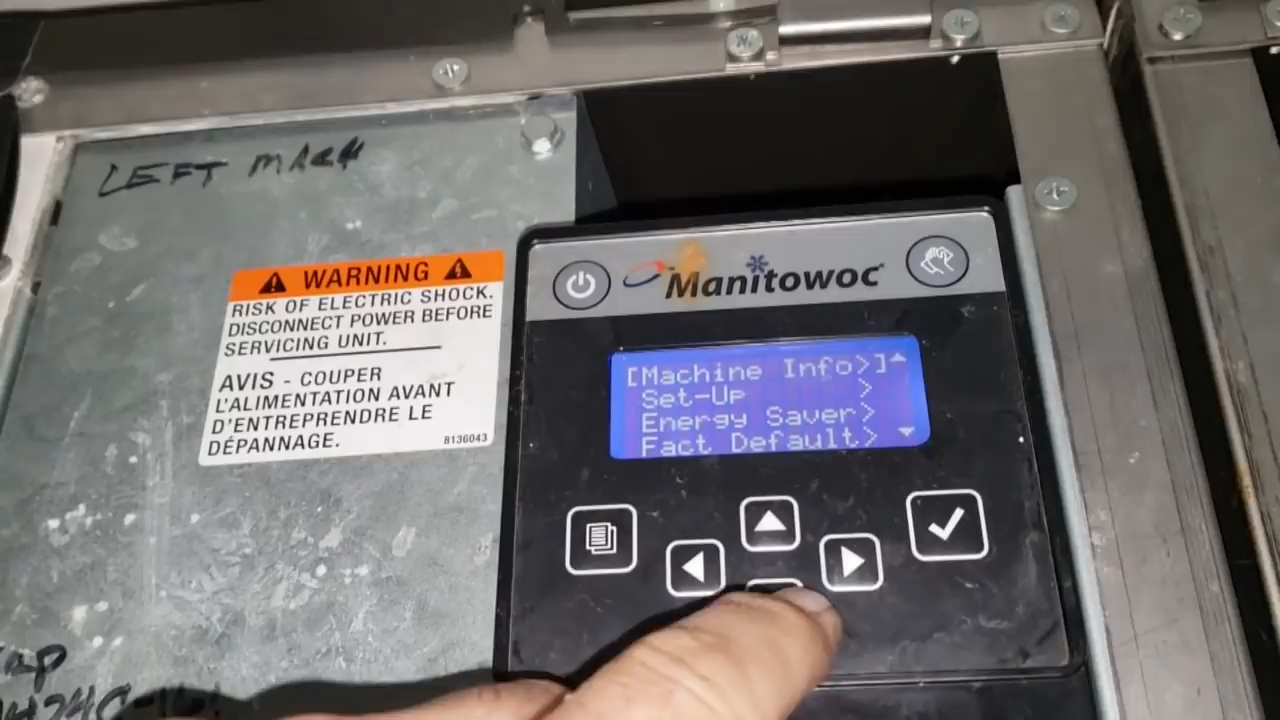 LEFT MACH
WARNING
RISK OF ELECTRIC SHOCK.
DISCONNECT POWER BEFORE
SERVICING UNIT.
AVIS - COUPER
L'ALIMENTATION AVANT
D'ENTREPRENDRE LE
DÉPANNAGE.
8136043
Manitowoc
[Machine Info>]
Set-Up >
Energy Saver>
Fact Default>